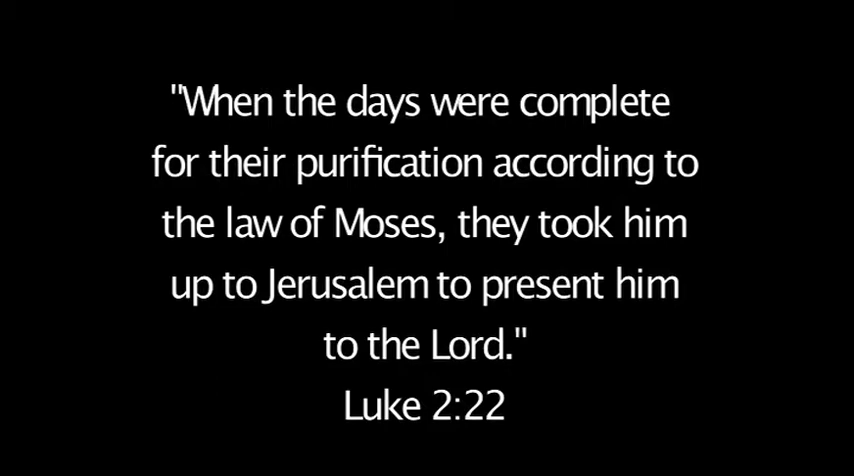 "When the days were complete
for their purification according to
the law of Moses, they took him
up to Jerusalem to present him
to the Lord."
Luke 2:22